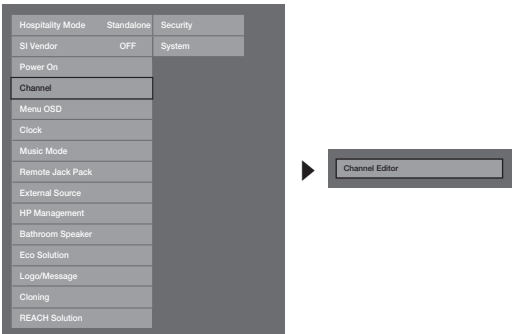 Hospitality Mode Standalone Security
SI Vendor OFF System
Power On
Channel
Menu OSD
Clock
Music Mode
Remote Jack Pack
External Source
HP Management
Bathroom Speaker
Eco Solution
Logo/Message
Cloning
REACH Solution
Channel Editor